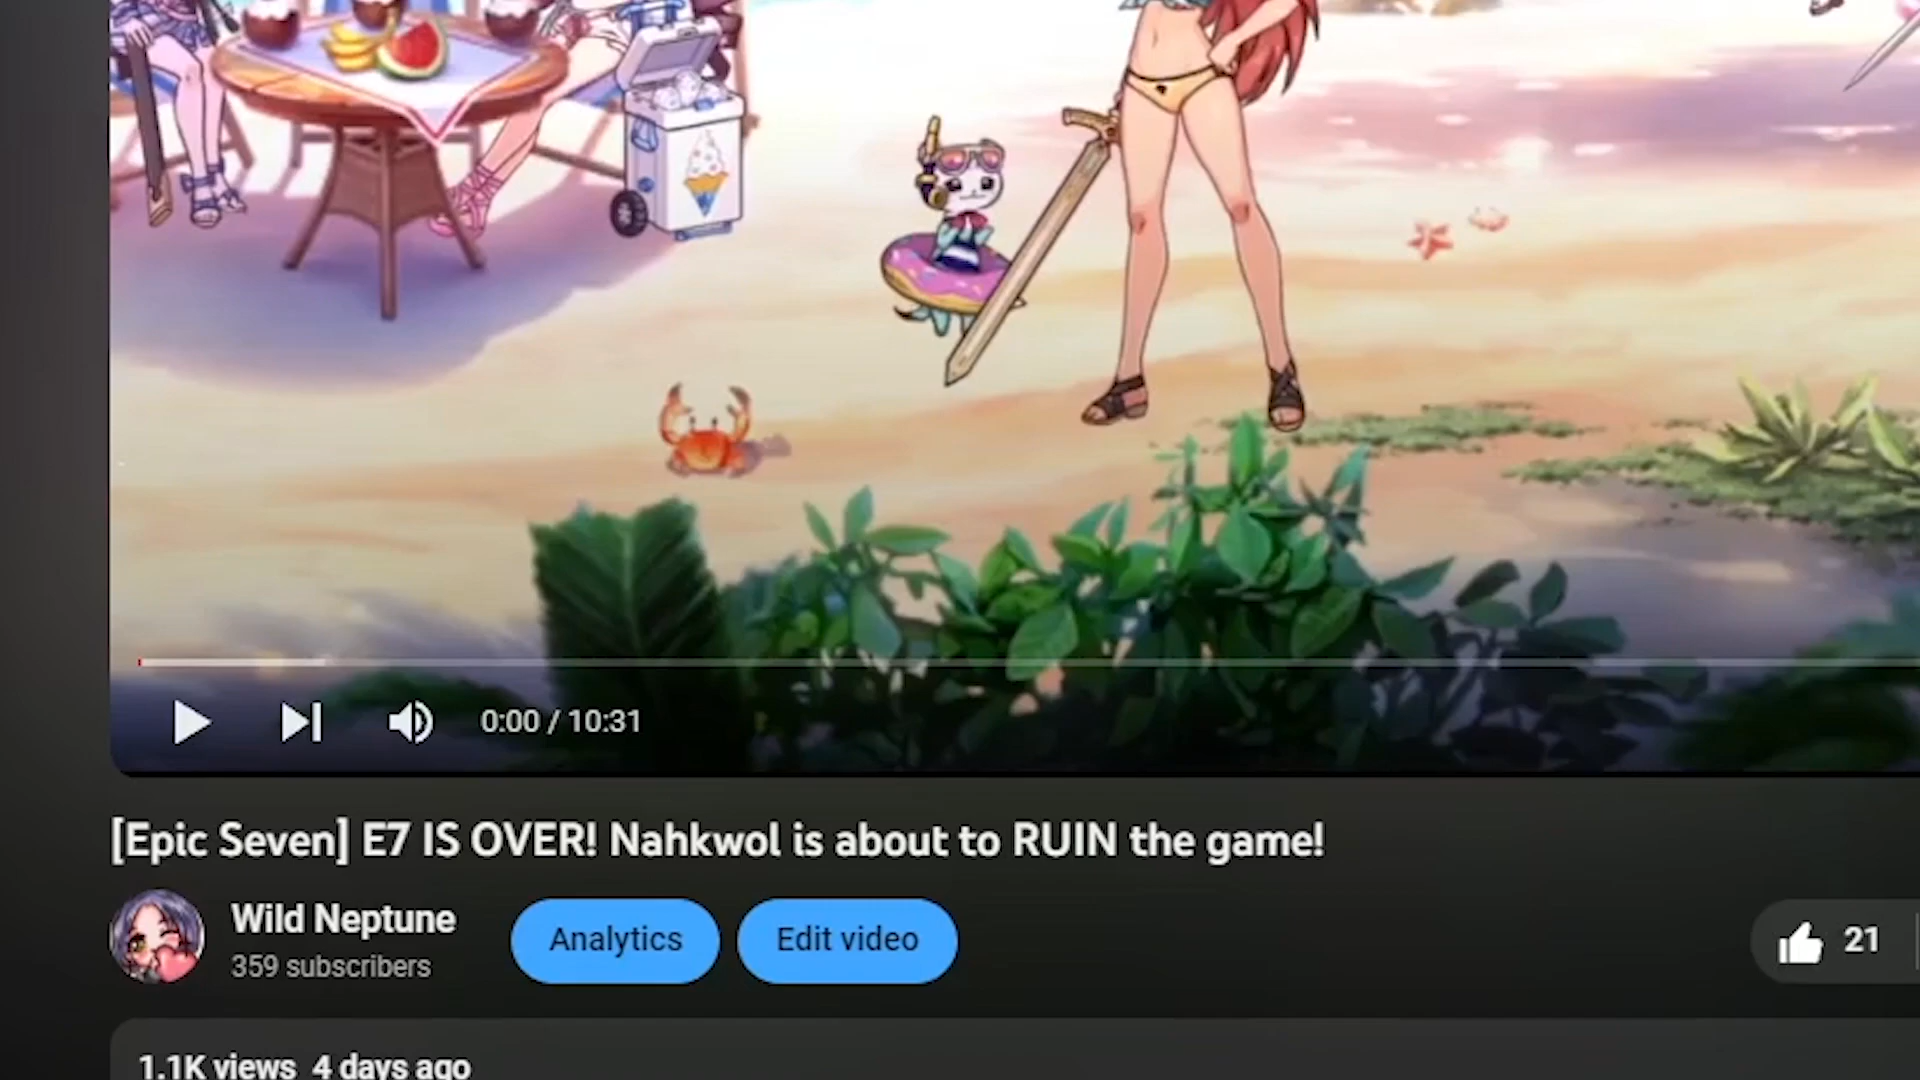 0:00 / 10:31
[Epic Seven] E7 IS OVER! Nahkwol is about to RUIN the game!
Wild Neptune
359 subscribers
Analytics
Edit video
21
1.1K views 4 days ago